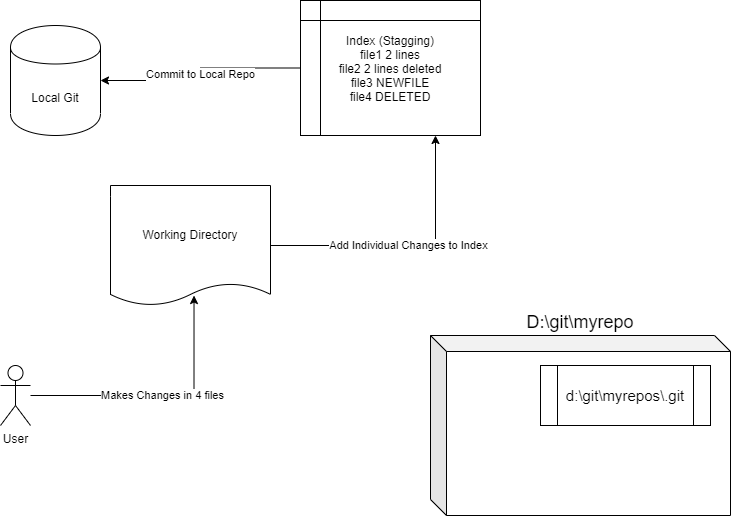 Index (Stagging)
file1 2 lines
file2 2 lines deleted
file3 NEWFILE
file4 DELETED
Commit to Local Repo
Local Git
Working Directory
Add Individual Changes to Index
D:\git\myrepo
d:\git\myrepos\.git
Makes Changes in 4 files
User